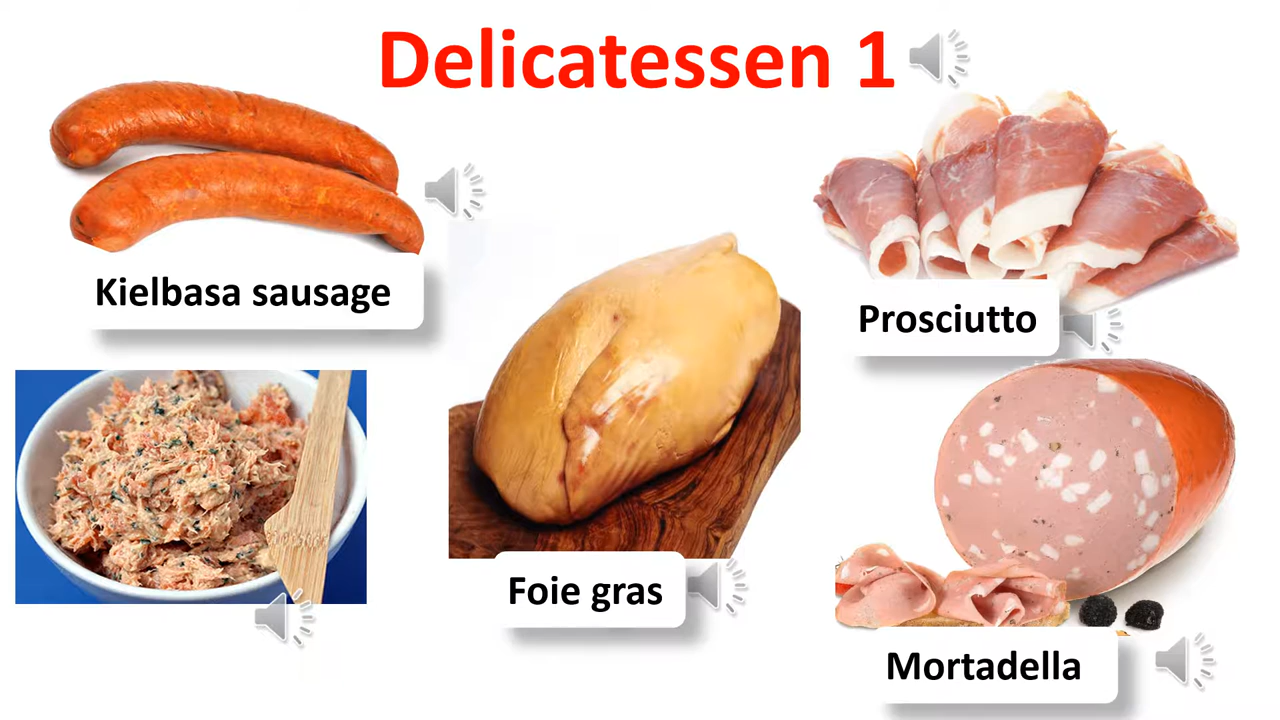 Delicatessen 1
Kielbasa sausage
Prosciutto
Foie gras
Mortadella